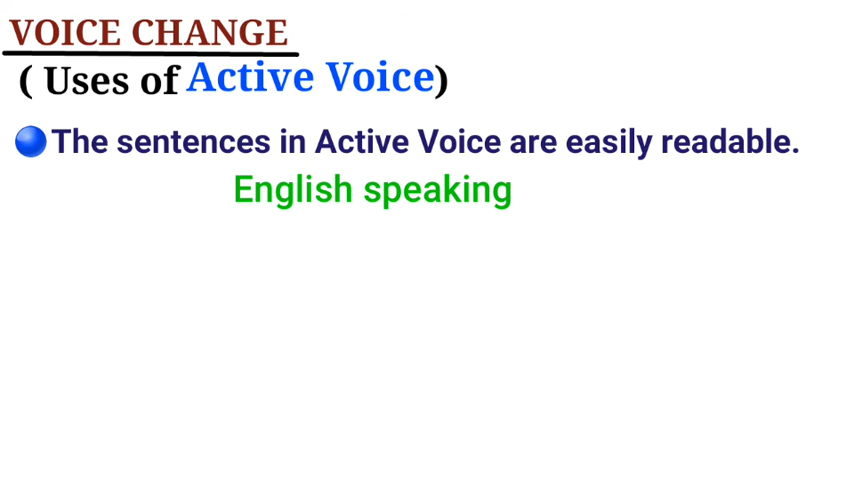 VOICE CHANGE
( Uses of Active Voice)
The sentences in Active Voice are easily readable.
English speaking